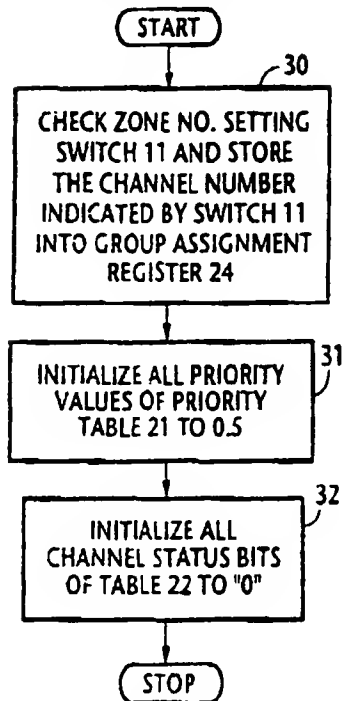 START
30
CHECK ZONE NO. SETTING
SWITCH 11 AND STORE
THE CHANNEL NUMBER
INDICATED BY SWITCH 11
INTO GROUP ASSIGNMENT
REGISTER 24
31
INITIALIZE ALL PRIORITY
VALUES OF PRIORITY
TABLE 21 TO 0.5
32
INITIALIZE ALL
CHANNEL STATUS BITS
OF TABLE 22 TO "0"
STOP